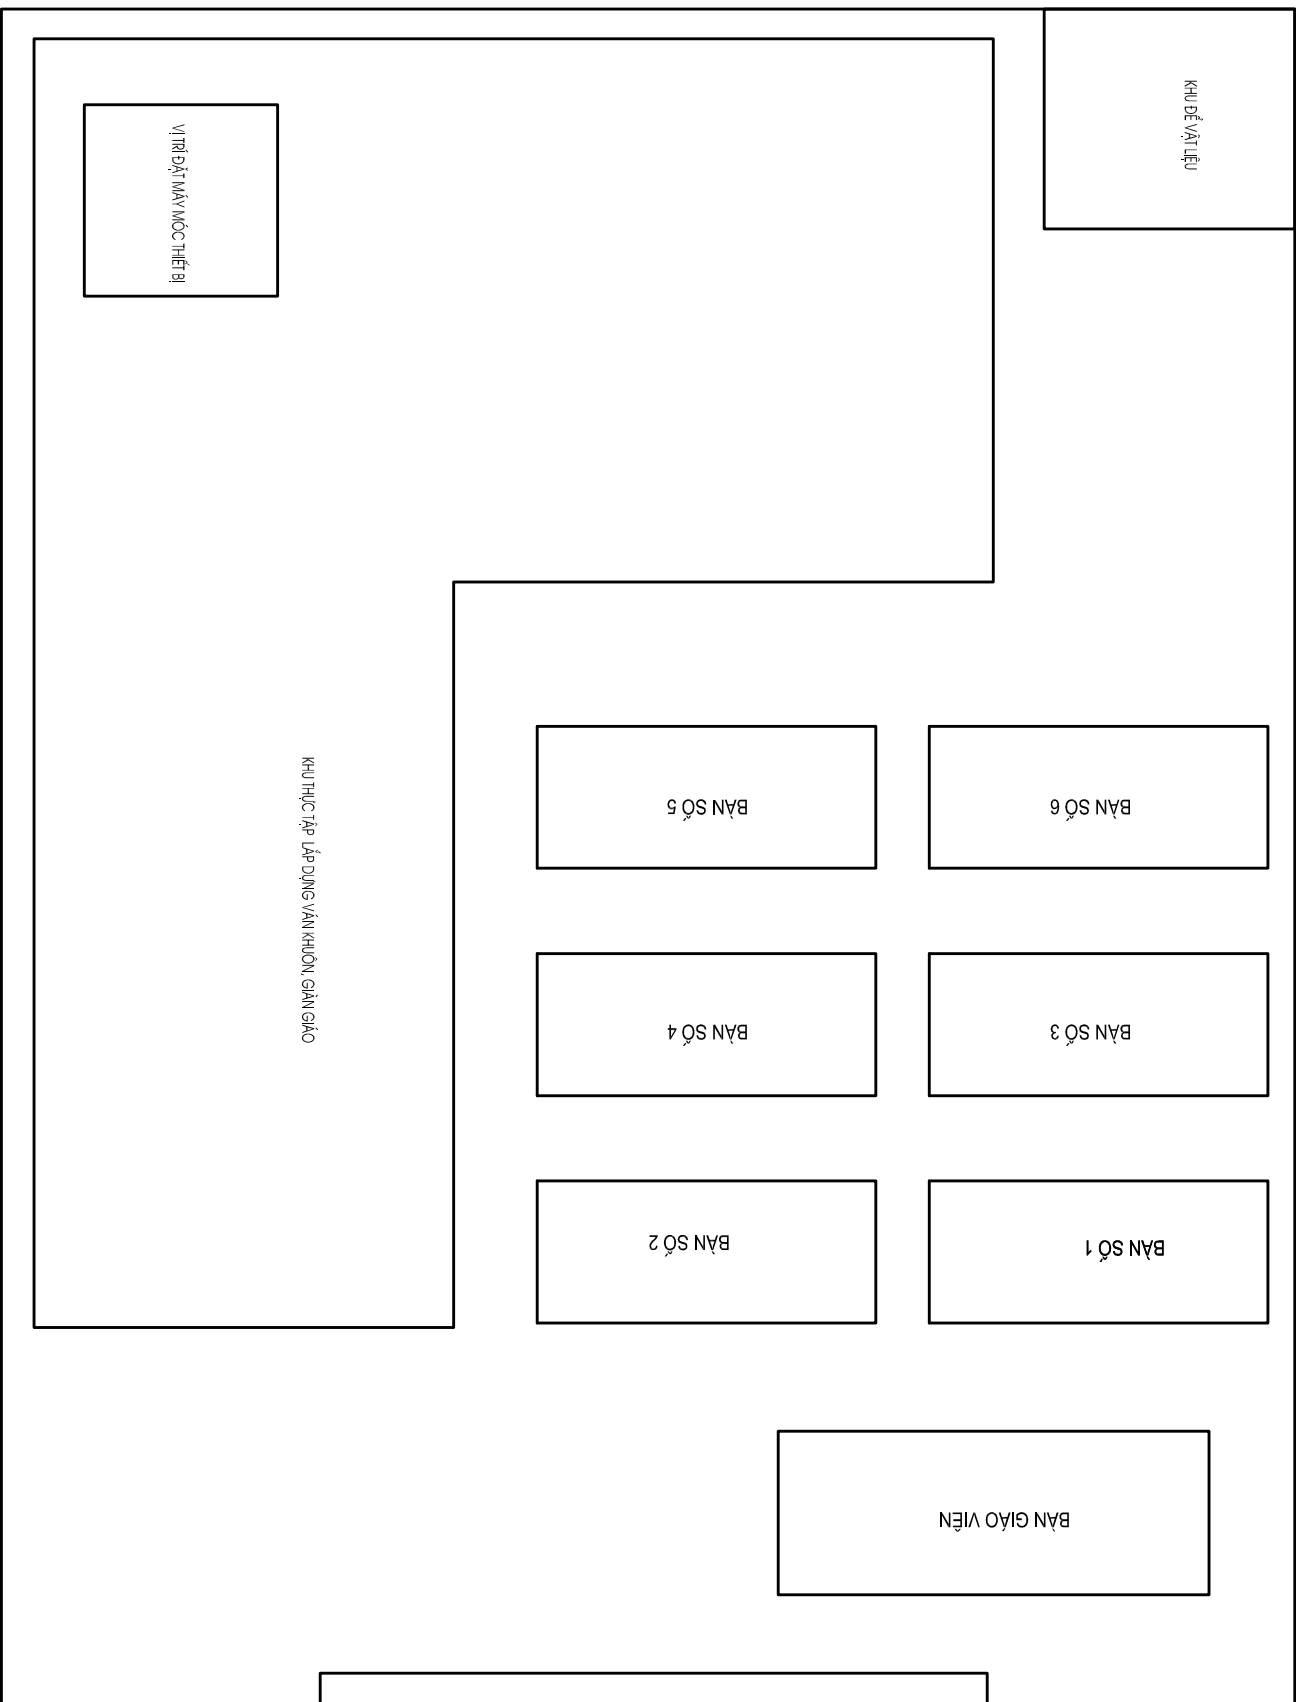 KHU ĐỂ VẬT LIỆU
VỊ TRÍ ĐẶT MÁY MÓC THIẾT BỊ
KHU THỰC TẬP LẮP DỰNG VÁN KHUÔN, GIÀN GIÁO
BÀN SỐ 5
BÀN SỐ 6
BÀN SỐ 4
BÀN SỐ 3
BÀN SỐ 2
BÀN SỐ 1
BÀN GIÁO VIÊN